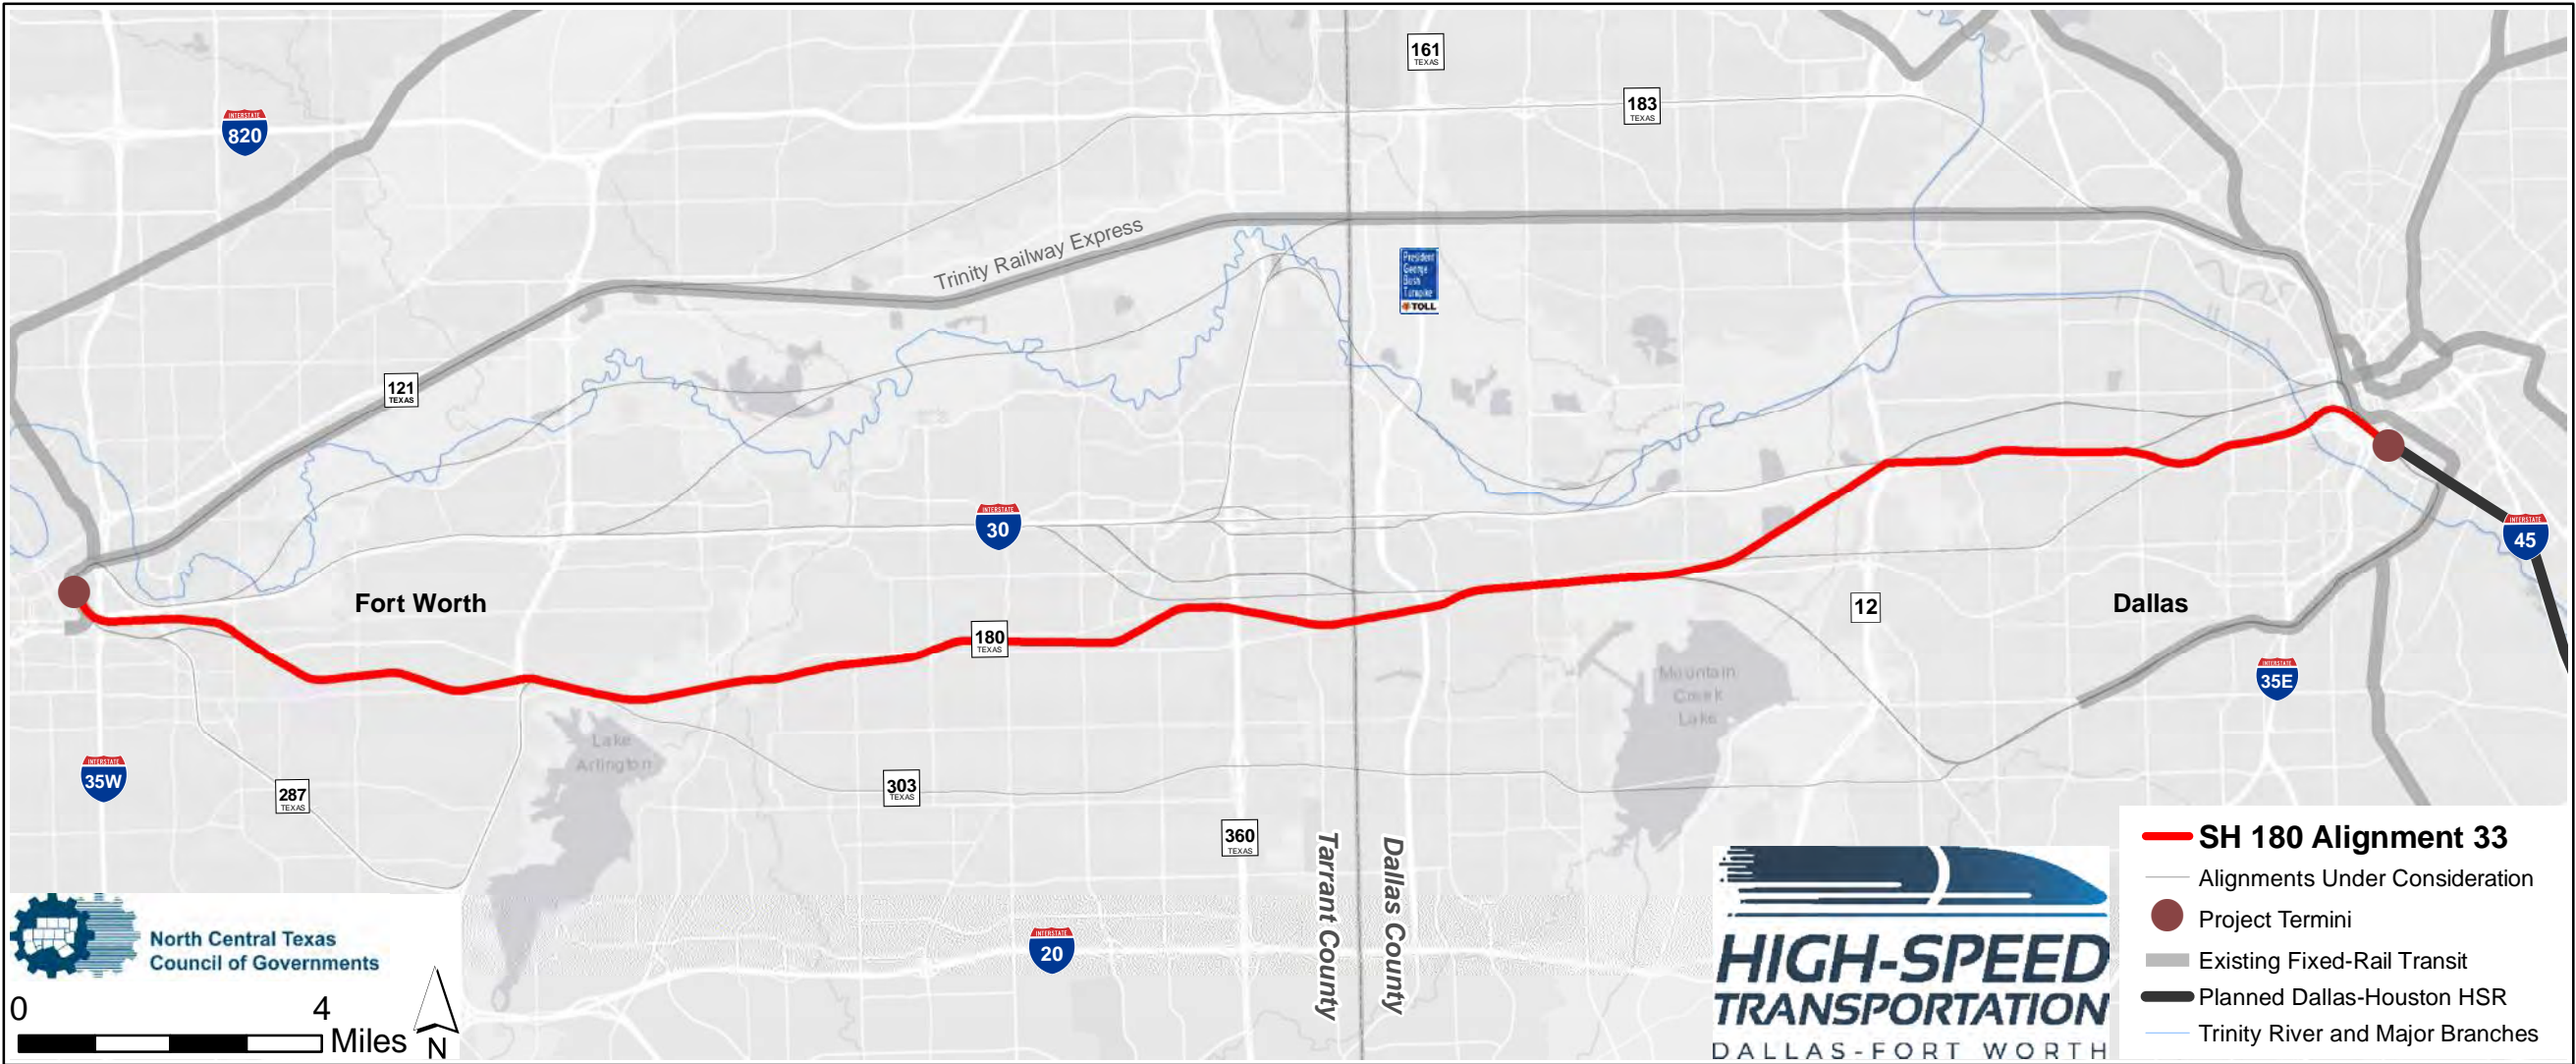 161
TEXAS
183
TEXAS
INTERSTATE
820
Trinity Railway Express
President
George
Bush
Turnpike
TOLL
121
TEXAS
INTERSTATE
30
INTERSTATE
45
Fort Worth
180
TEXAS
12
Dallas
Mountain
Creek
Lake
INTERSTATE
35E
Lake
Arlington
INTERSTATE
35W
287
TEXAS
303
TEXAS
360
TEXAS
Tarrant County
Dallas County
INTERSTATE
20
North Central Texas
Council of Governments
0 4
Miles
N
HIGH-SPEED
TRANSPORTATION
DALLAS-FORT WORTH
SH 180 Alignment 33
Alignments Under Consideration
Project Termini
Existing Fixed-Rail Transit
Planned Dallas-Houston HSR
Trinity River and Major Branches